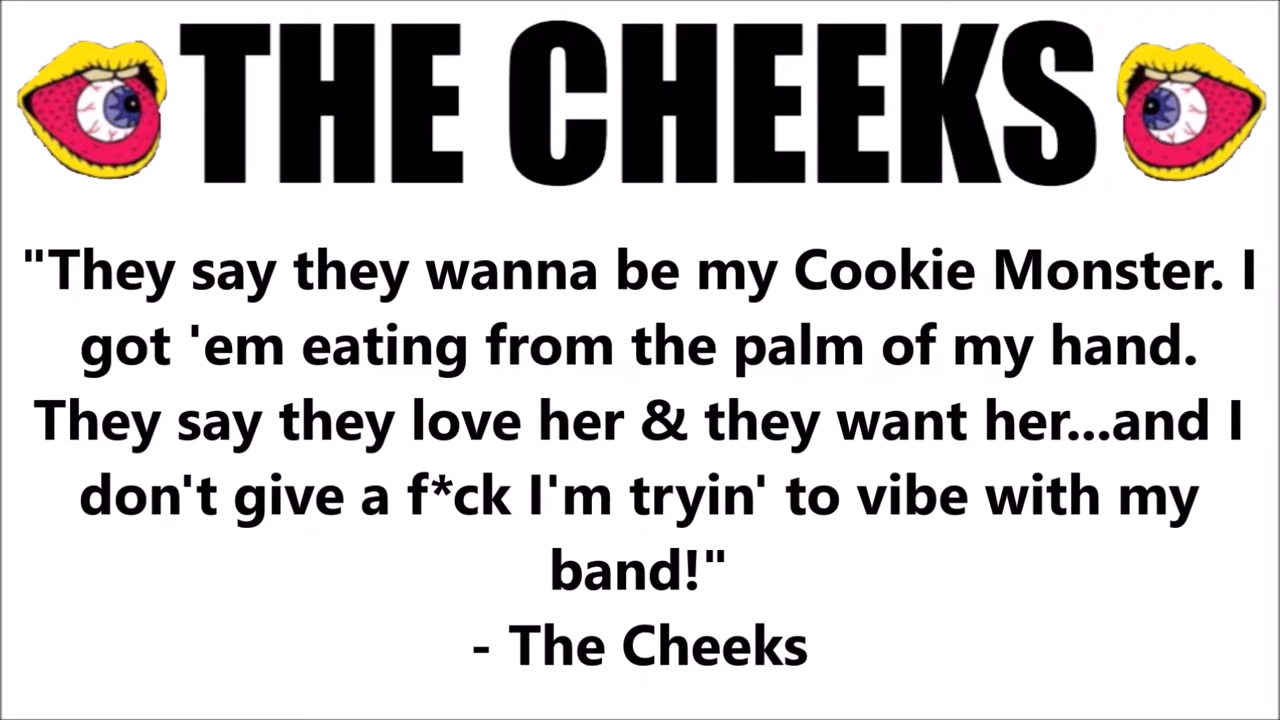 THE CHEEKS
"They say they wanna be my Cookie Monster. I
got 'em eating from the palm of my hand.
They say they love her & they want her...and I
don't give a f*ck I'm tryin' to vibe with my
band!"
- The Cheeks